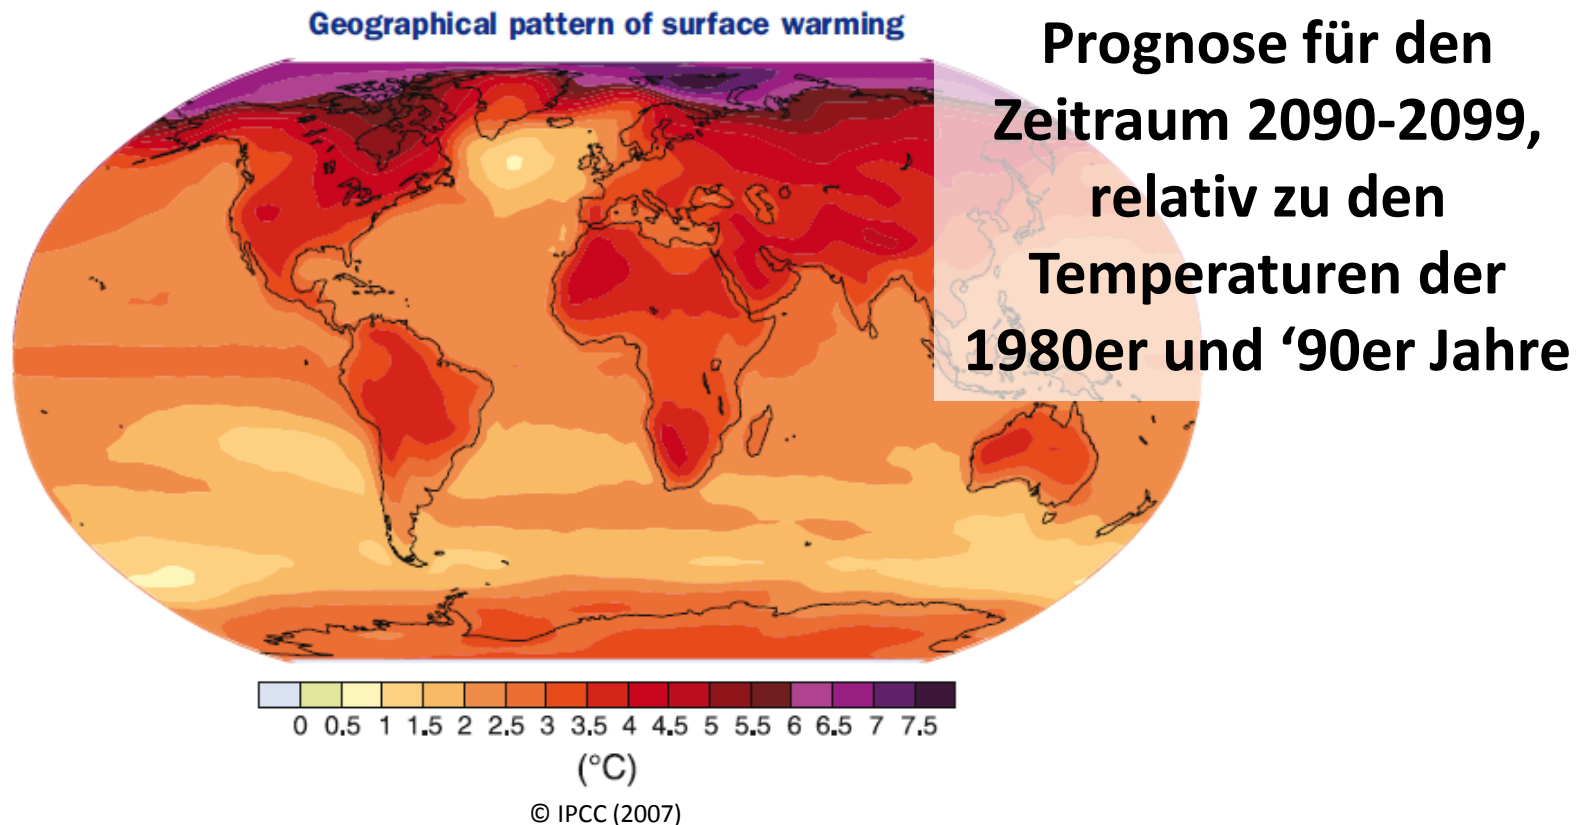 Geographical pattern of surface warming
Prognose für den
Zeitraum 2090-2099,
relativ zu den
Temperaturen der
1980er und ‘90er Jahre
0 0.5 1 1.5 2 2.5 3 3.5 4 4.5 5 5.5 6 6.5 7 7.5
(°C)
© IPCC (2007)